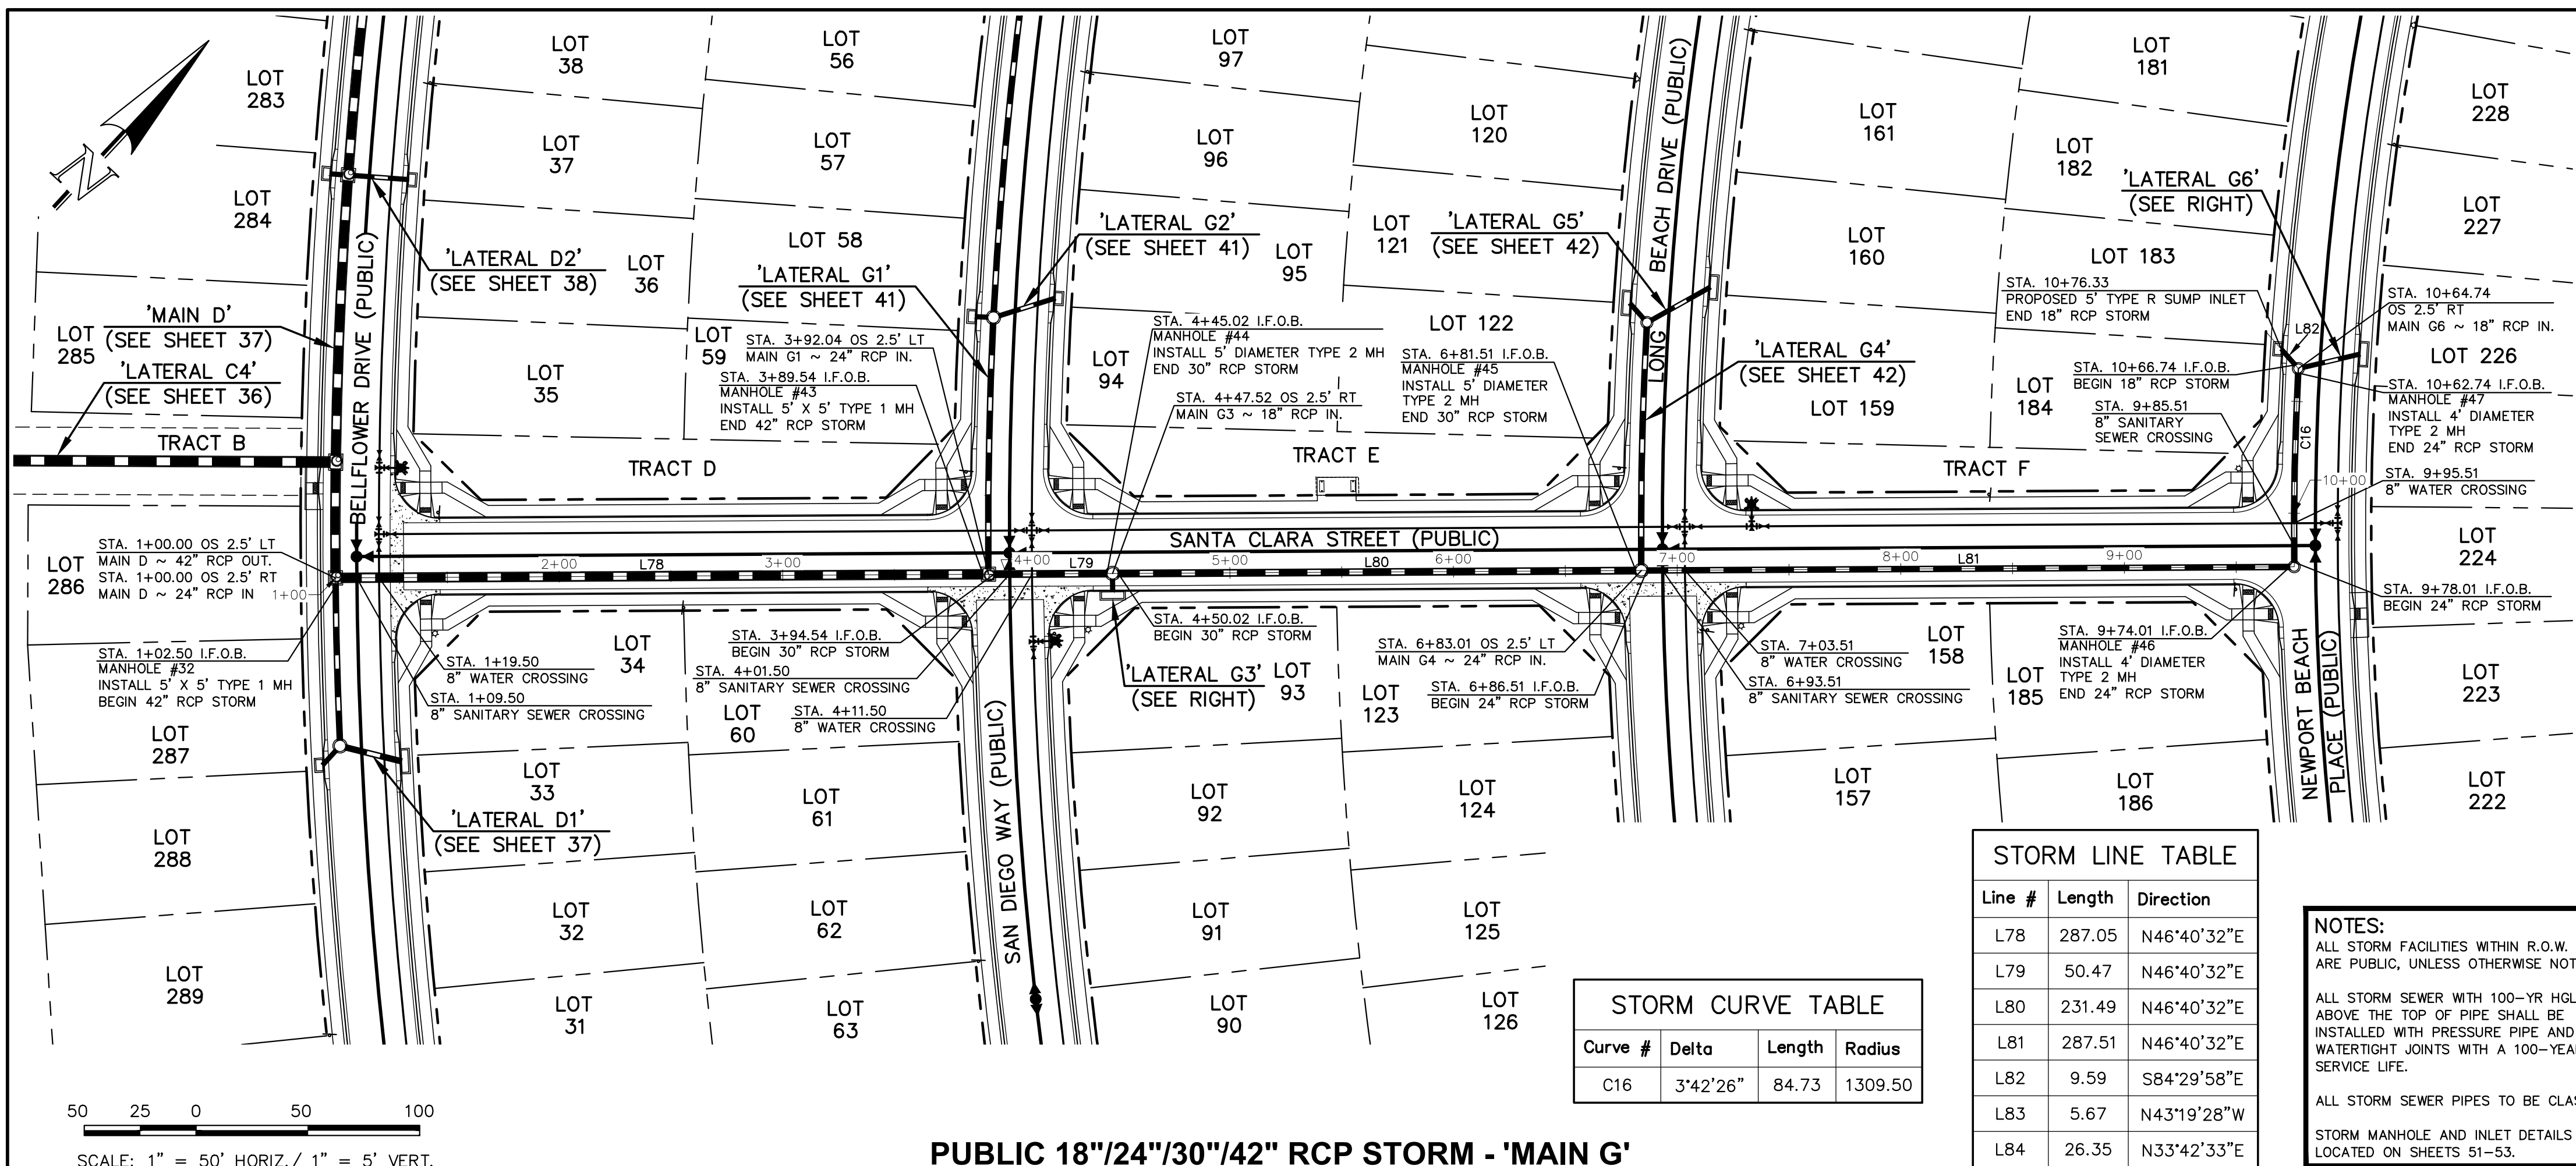 LOT
283
LOT
38
LOT
56
LOT
97
LOT
181
LOT
228
LOT
37
LOT
57
LOT
96
LOT
120
LOT
161
LOT
182
LOT
284
N
LOT
227
'LATERAL D2'
(SEE SHEET 38)
LOT
36
LOT 58
'LATERAL G1'
(SEE SHEET 41)
'LATERAL G2'
(SEE SHEET 41)
LOT
95
LOT
121
'LATERAL G5'
(SEE SHEET 42)
LOT
160
LOT 183
'LATERAL G6'
(SEE RIGHT)
'MAIN D'
(SEE SHEET 37)
LOT
285
'LATERAL C4'
(SEE SHEET 36)
TRACT B
BELLFLOWER DRIVE (PUBLIC)
LOT
35
LOT
59
STA. 3+92.04 OS 2.5' LT
MAIN G1 ~ 24" RCP IN.
STA. 3+89.54 I.F.O.B.
MANHOLE #43
INSTALL 5' X 5' TYPE 1 MH
END 42" RCP STORM
LOT
94
STA. 4+45.02 I.F.O.B.
MANHOLE #44
INSTALL 5' DIAMETER TYPE 2 MH
END 30" RCP STORM
STA. 4+47.52 OS 2.5' RT
MAIN G3 ~ 18" RCP IN.
LOT 122
STA. 6+81.51 I.F.O.B.
MANHOLE #45
INSTALL 5' DIAMETER
TYPE 2 MH
END 30" RCP STORM
LONG BEACH DRIVE (PUBLIC)
'LATERAL G4'
(SEE SHEET 42)
LOT 159
LOT
184
STA. 10+76.33
PROPOSED 5' TYPE R SUMP INLET
END 18" RCP STORM
L82
STA. 10+64.74
OS 2.5' RT
MAIN G6 ~ 18" RCP IN.
LOT 226
STA. 10+66.74 I.F.O.B.
BEGIN 18" RCP STORM
STA. 9+85.51
8" SANITARY
SEWER CROSSING
STA. 10+62.74 I.F.O.B.
MANHOLE #47
INSTALL 4' DIAMETER
TYPE 2 MH
END 24" RCP STORM
C16
STA. 9+95.51
8" WATER CROSSING
10+00
TRACT D
TRACT E
TRACT F
SANTA CLARA STREET (PUBLIC)
LOT
224
LOT
286
STA. 1+00.00 OS 2.5' LT
MAIN D ~ 42" RCP OUT.
STA. 1+00.00 OS 2.5' RT
MAIN D ~ 24" RCP IN
1+00
2+00
L78
3+00
4+00
L79
5+00
L80
6+00
7+00
8+00
L81
9+00
STA. 9+78.01 I.F.O.B.
BEGIN 24" RCP STORM
STA. 1+02.50 I.F.O.B.
MANHOLE #32
INSTALL 5' X 5' TYPE 1 MH
BEGIN 42" RCP STORM
STA. 1+19.50
8" WATER CROSSING
STA. 1+09.50
8" SANITARY SEWER CROSSING
LOT
34
STA. 3+94.54 I.F.O.B.
BEGIN 30" RCP STORM
STA. 4+01.50
8" SANITARY SEWER CROSSING
STA. 4+11.50
8" WATER CROSSING
LOT
60
STA. 4+50.02 I.F.O.B.
BEGIN 30" RCP STORM
'LATERAL G3'
(SEE RIGHT)
LOT
93
LOT
123
STA. 6+83.01 OS 2.5' LT
MAIN G4 ~ 24" RCP IN.
STA. 6+86.51 I.F.O.B.
BEGIN 24" RCP STORM
STA. 7+03.51
8" WATER CROSSING
STA. 6+93.51
8" SANITARY SEWER CROSSING
LOT
158
LOT
185
STA. 9+74.01 I.F.O.B.
MANHOLE #46
INSTALL 4' DIAMETER
TYPE 2 MH
END 24" RCP STORM
NEWPORT BEACH
PLACE (PUBLIC)
LOT
223
LOT
287
LOT
33
LOT
61
SAN DIEGO WAY (PUBLIC)
LOT
92
LOT
124
LOT
157
LOT
186
LOT
222
'LATERAL D1'
(SEE SHEET 37)
LOT
288
LOT
32
LOT
62
LOT
91
LOT
125
LOT
289
LOT
31
LOT
63
LOT
90
LOT
126
STORM CURVE TABLE
Curve # Delta Length Radius
C16 3°42'26" 84.73 1309.50
STORM LINE TABLE
Line # Length Direction
L78 287.05 N46°40'32"E
L79 50.47 N46°40'32"E
L80 231.49 N46°40'32"E
L81 287.51 N46°40'32"E
L82 9.59 S84°29'58"E
L83 5.67 N43°19'28"W
L84 26.35 N33°42'33"E
NOTES:
ALL STORM FACILITIES WITHIN R.O.W.
ARE PUBLIC, UNLESS OTHERWISE NOT
ALL STORM SEWER WITH 100-YR HGL
ABOVE THE TOP OF PIPE SHALL BE
INSTALLED WITH PRESSURE PIPE AND
WATERTIGHT JOINTS WITH A 100-YEA
SERVICE LIFE.
ALL STORM SEWER PIPES TO BE CLAS
STORM MANHOLE AND INLET DETAILS
LOCATED ON SHEETS 51-53.
50 25 0 50 100
SCALE: 1" = 50' HORIZ./ 1" = 5' VERT.
PUBLIC 18"/24"/30"/42" RCP STORM - 'MAIN G'